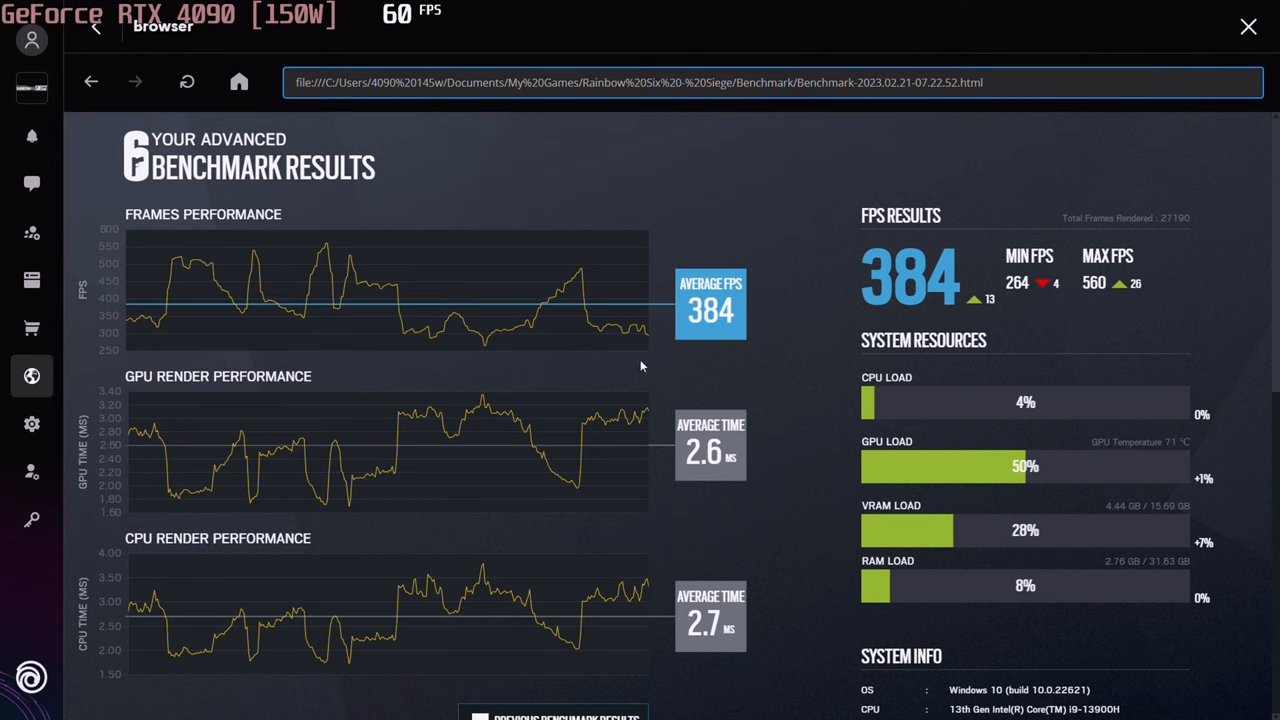 GeForce RTX 4090 [150W] 60 FPS
Browser
file:///C:/Users/4090%20145w/Documents/My%20Games/Rainbow%20Six%20-%20Siege/Benchmark/Benchmark-2023.02.21-07.22.52.html
YOUR ADVANCED
BENCHMARK RESULTS
FRAMES PERFORMANCE
600
550
500
450
400
350
300
250
FPS
AVERAGE FPS
384
GPU RENDER PERFORMANCE
3.40
3.20
3.00
2.80
2.60
2.40
2.20
2.00
1.80
1.60
GPU TIME (MS)
AVERAGE TIME
2.6 MS
CPU RENDER PERFORMANCE
4.00
3.50
3.00
2.50
2.00
1.50
CPU TIME (MS)
AVERAGE TIME
2.7 MS
PREVIOUS BENCHMARK RESULTS
FPS RESULTS
Total Frames Rendered : 27190
384 13
MIN FPS
264 4
MAX FPS
560 26
SYSTEM RESOURCES
CPU LOAD
4%
0%
GPU LOAD
GPU Temperature 71 °C
50%
+1%
VRAM LOAD
4.44 GB / 15.69 GB
28%
+7%
RAM LOAD
2.76 GB / 31.63 GB
8%
0%
SYSTEM INFO
OS : Windows 10 (build 10.0.22621)
CPU : 13th Gen Intel(R) Core(TM) i9-13900H